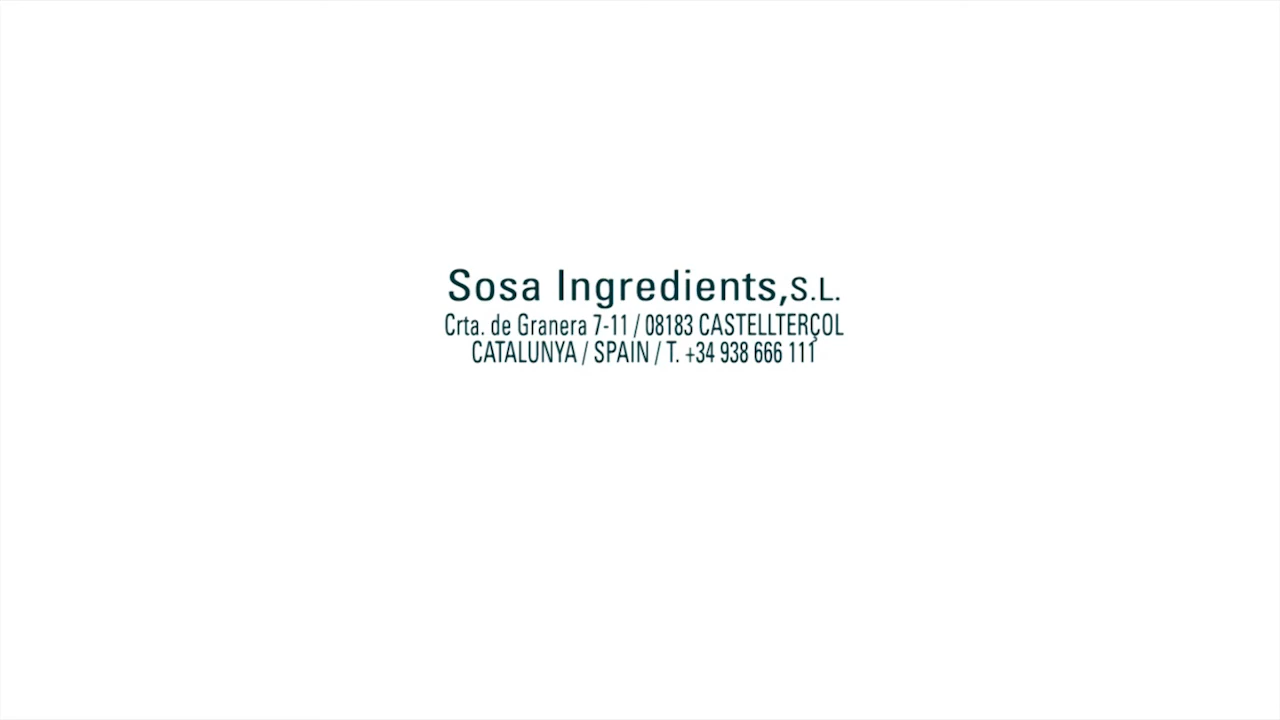 Sosa Ingredients,S.L.
Crta. de Granera 7-11 / 08183 CASTELLTERÇOL
CATALUNYA / SPAIN / T. +34 938 666 111